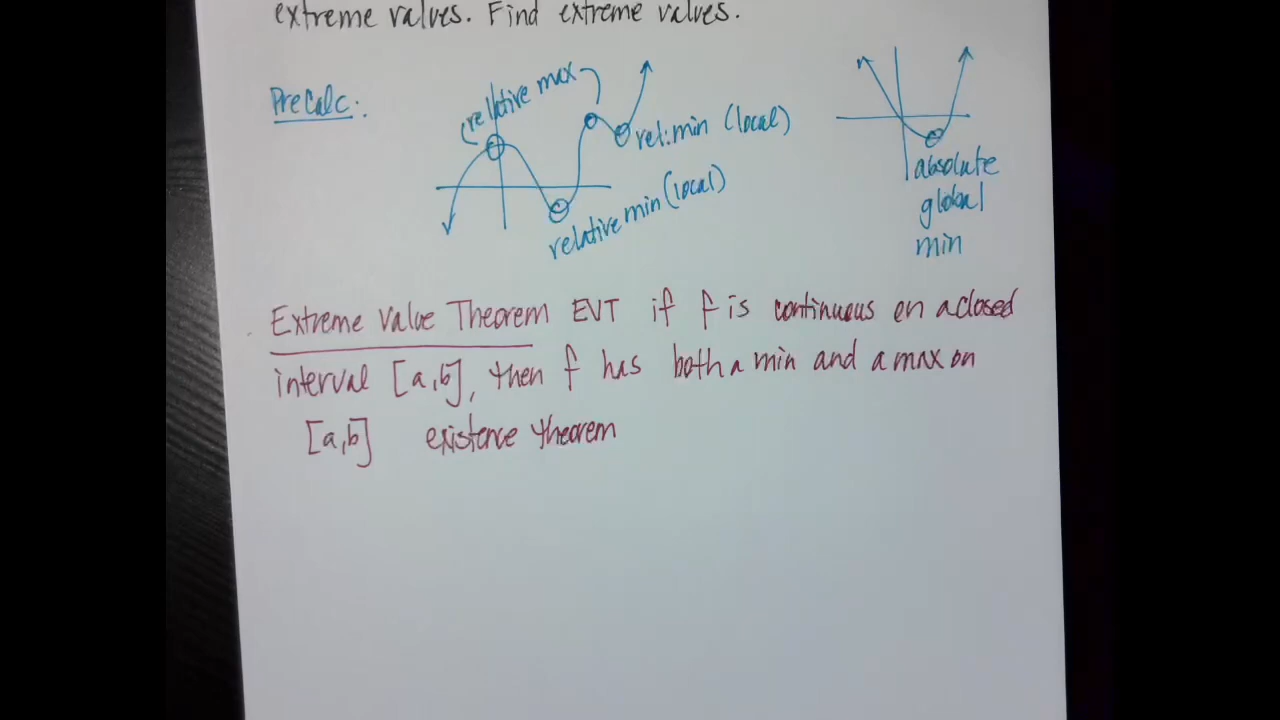 extreme values. Find extreme values.
PreCalc:
relative max
rel. min (local)
relative min (local)
absolute
global
min
Extreme Value Theorem EVT if f is continuous on a closed
interval [a,b], then f has both a min and a max on
[a,b] existence theorem